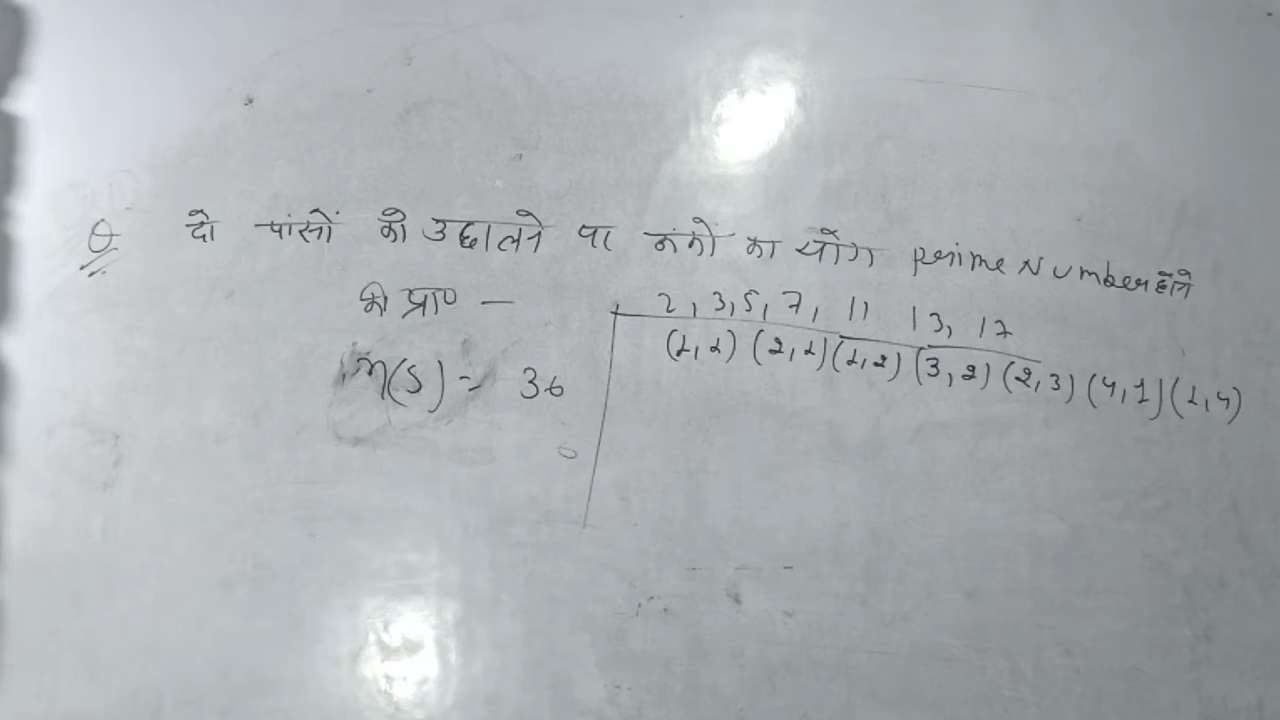 Q दो पांसों को उछालने पर अंकों का योग prime Number होने
की प्रा० —
2, 3, 5, 7, 11 13, 17
n(S) = 36
(1,1) (2,1) (1,2) (3,2) (2,3) (4,1) (1,4)